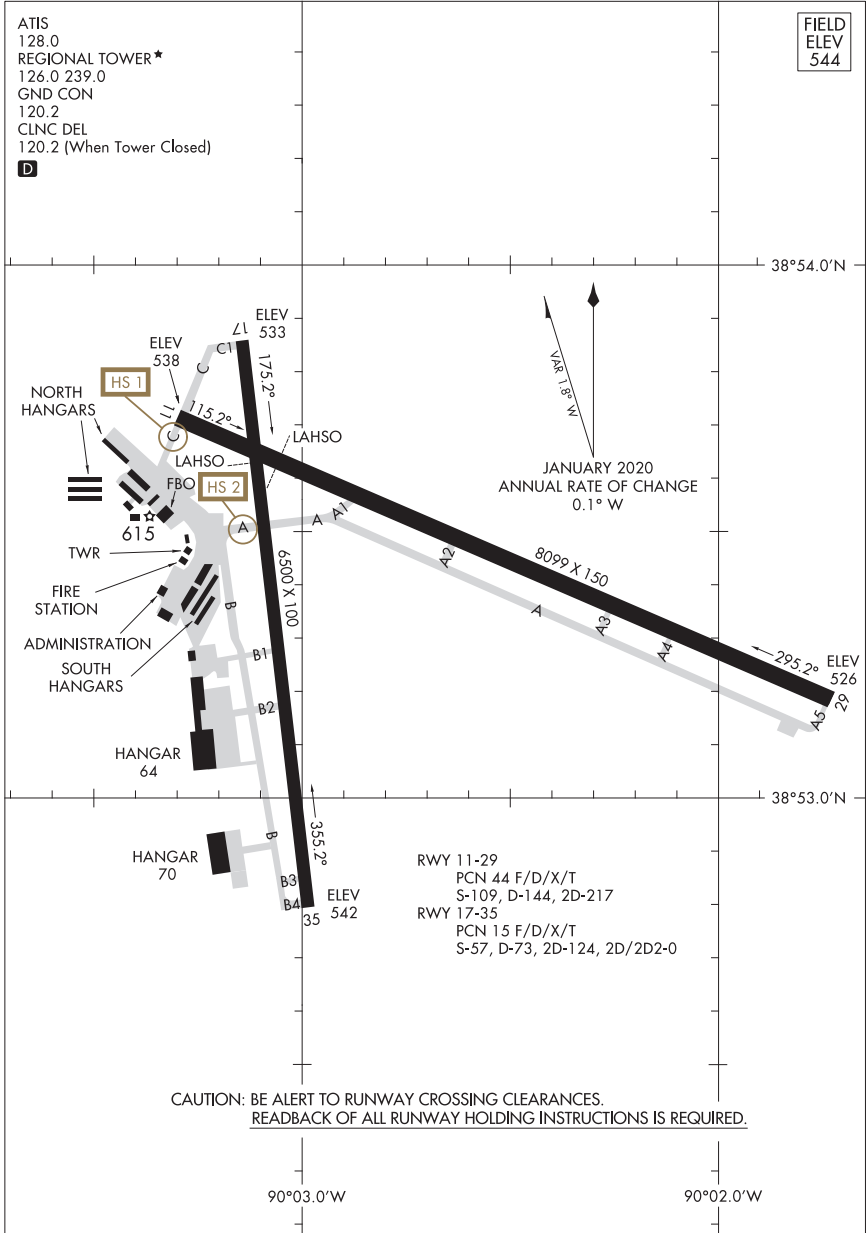 ATIS
128.0
REGIONAL TOWER★
126.0 239.0
GND CON
120.2
CLNC DEL
120.2 (When Tower Closed)
D
FIELD
ELEV
544
38°54.0'N
ELEV
533
17
C1
C
175.2°
ELEV
538
HS 1
11
115.2°
C
NORTH
HANGARS
LAHSO
LAHSO
FBO
HS 2
A
A
A1
615
TWR
FIRE
STATION
ADMINISTRATION
SOUTH
HANGARS
VAR 1.8° W
JANUARY 2020
ANNUAL RATE OF CHANGE
0.1° W
6500 X 100
8099 X 150
A2
A
A3
A4
295.2°
ELEV
526
29
A5
B
B1
B2
HANGAR
64
38°53.0'N
355.2°
B
HANGAR
70
B3
B4
35
ELEV
542
RWY 11-29
PCN 44 F/D/X/T
S-109, D-144, 2D-217
RWY 17-35
PCN 15 F/D/X/T
S-57, D-73, 2D-124, 2D/2D2-0
CAUTION: BE ALERT TO RUNWAY CROSSING CLEARANCES.
READBACK OF ALL RUNWAY HOLDING INSTRUCTIONS IS REQUIRED.
90°03.0'W
90°02.0'W